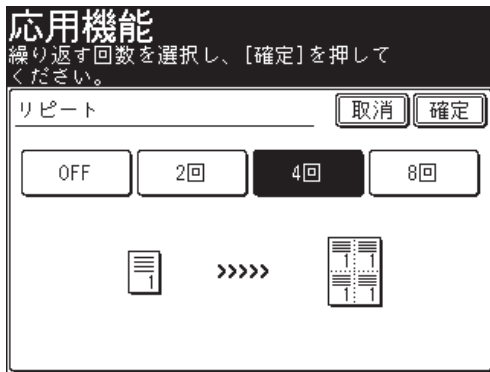 応用機能
繰り返す回数を選択し、[確定]を押して
ください。
リピート 取消 確定
OFF 2回 4回 8回
1 >>>>> 1 1
1 1